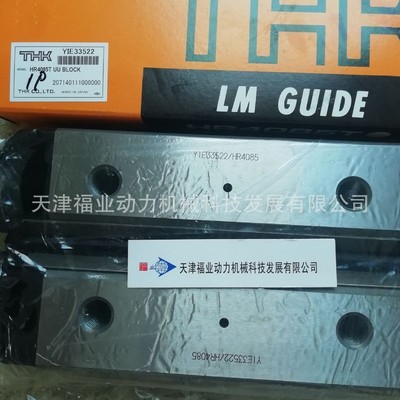 THK
YIE33522
HR4085T UU BLOCK
1P
207140111000000
THK CO., LTD.
THK
LM GUIDE
YIE33522/HR4085
天津福业动力机械科技发展有限公司
天津福业动力机械科技发展有限公司
YIE33522/HR4085